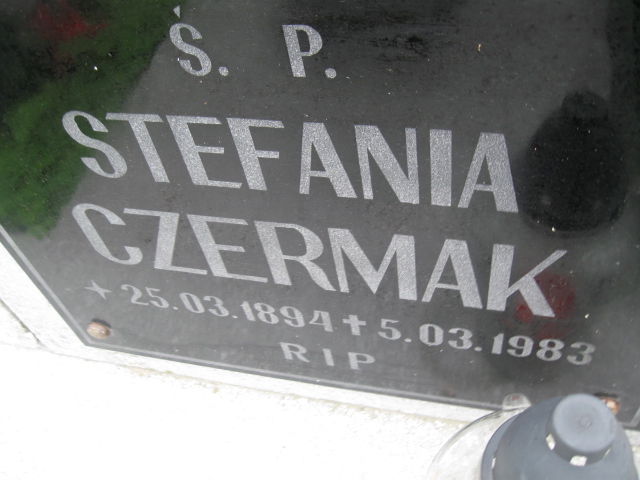 Ś. P.
STEFANIA
CZERMAK
✶ 25.03.1894 ✝ 5.03.1983
RIP